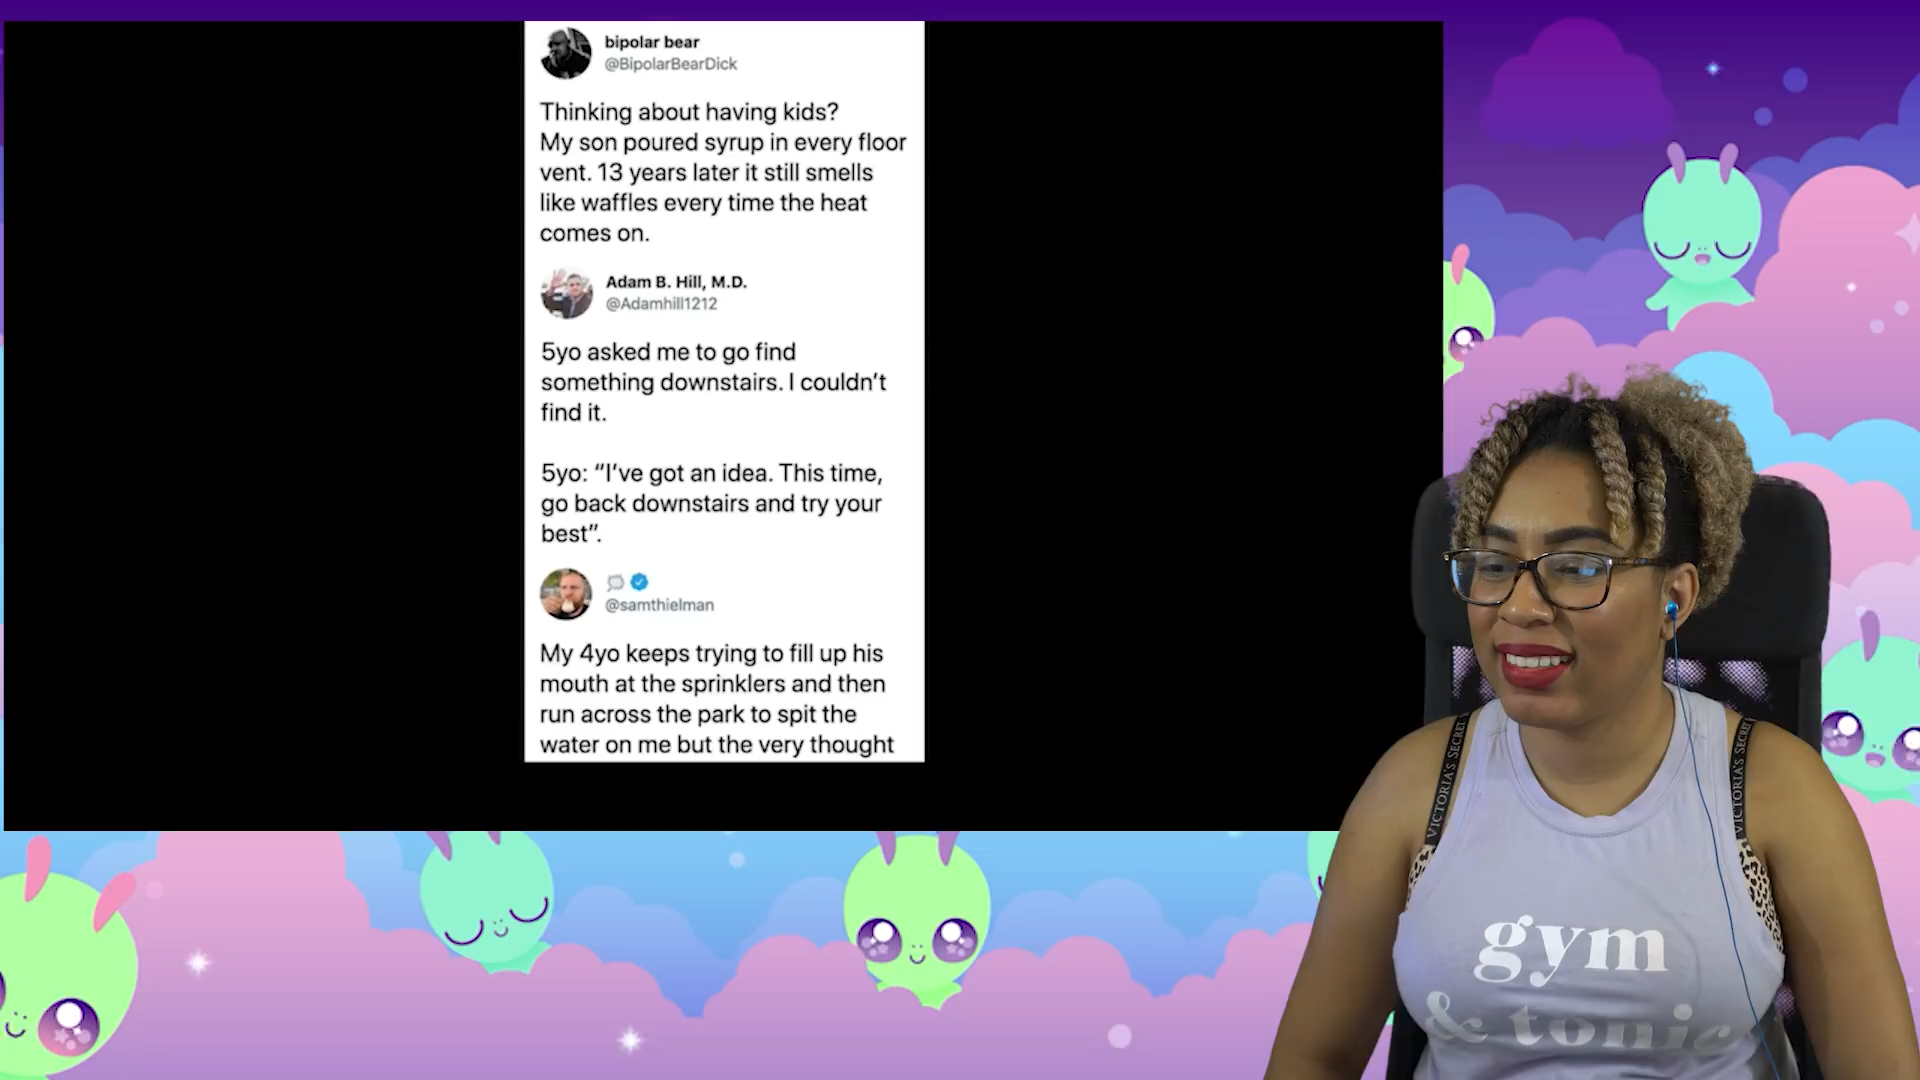 bipolar bear
@BipolarBearDick
Thinking about having kids?
My son poured syrup in every floor
vent. 13 years later it still smells
like waffles every time the heat
comes on.
Adam B. Hill, M.D.
@Adamhill1212
5yo asked me to go find
something downstairs. I couldn’t
find it.
5yo: “I’ve got an idea. This time,
go back downstairs and try your
best”.
@samthielman
My 4yo keeps trying to fill up his
mouth at the sprinklers and then
run across the park to spit the
water on me but the very thought
VICTORIA'S SECRET
VICTORIA'S SECRET
gym
& tonic